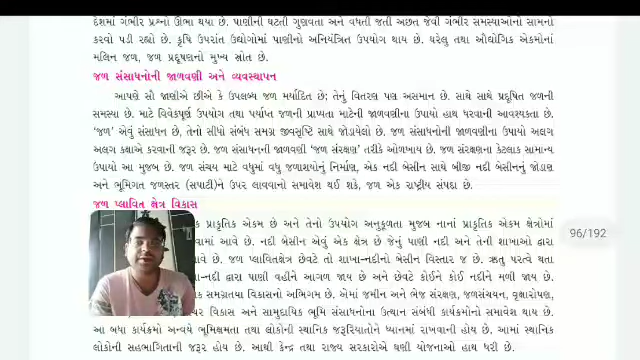 દેશમાં ગંભીર પ્રશ્નો ઊભા થયા છે. પાણીની ઘટતી ગુણવતા અને વધતી જતી અછત જેવી ગંભીર સમસ્યાઓનો સામનો
કરવો પડી રહ્યો છે. કૃષિ ઉપરાંત ઉદ્યોગોમાં પાણીનો અનિયંત્રિત ઉપયોગ થાય છે. ઘરેલુ તથા ઔદ્યોગિક એકમોનાં
મલિન જળ, જળ પ્રદૂષણનો મુખ્ય સ્રોત છે.
જળ સંસાધનોની જાળવણી અને વ્યવસ્થાપન
આપણે સૌ જાણીએ છીએ કે ઉપલબ્ધ જળ મર્યાદિત છે; તેનું વિતરણ પણ અસમાન છે. સાથે સાથે પ્રદૂષિત જળની
સમસ્યા છે. માટે વિવેકપૂર્ણ ઉપયોગ તથા પર્યાપ્ત જળની પ્રાપ્યતા માટેની જાળવણીના ઉપાયો હાથ ધરવાની આવશ્યકતા છે.
'જળ' એવું સંસાધન છે, તેનો સીધો સંબંધ સમગ્ર જીવસૃષ્ટિ સાથે જોડાયેલો છે. જળ સંસાધનોની જાળવણીના ઉપાયો અલગ
અલગ કક્ષાએ કરવાની જરૂર છે. જળ સંસાધનની જાળવણી 'જળ સંરક્ષણ' તરીકે ઓળખાય છે. જળ સંરક્ષણના કેટલાક સામાન્ય
ઉપાયો આ મુજબ છે. જળ સંચય માટે વધુમાં વધુ જળાશયોનું નિર્માણ, એક નદી બેસીન સાથે બીજી નદી બેસીનનું જોડાણ
અને ભૂમિગત જળસ્તર (સપાટી)ને ઉપર લાવવાનો સમાવેશ થઈ શકે, જળ એક રાષ્ટ્રીય સંપદા છે.
જળ પ્લાવિત ક્ષેત્ર વિકાસ
ક પ્રાકૃતિક એકમ છે અને તેનો ઉપયોગ અનુકૂળતા મુજબ નાનાં પ્રાકૃતિક એકમ ક્ષેત્રોમાં
વામાં આવે છે. નદી બેસીન એવું એક ક્ષેત્ર છે જેનું પાણી નદી અને તેની શાખાઓ દ્વારા
વે છે. જળ પ્લાવિતક્ષેત્ર છેવટે તો શાખા-નદીનો બેસીન વિસ્તાર જ છે. ઋતુ પરત્વે થતા
ા-નદી દ્વારા પાણી વહીને આગળ જાય છે અને છેવટે કોઈને કોઈ નદીને મળી જાય છે.
ક સમગ્રતયા વિકાસનો અભિગમ છે. એમાં જમીન અને ભેજ સંરક્ષણ, જળસંચયન, વૃક્ષારોપણ,
ર વિકાસ અને સામુદાયિક ભૂમિ સંસાધનોના ઉત્થાન સંબંધી કાર્યક્રમોનો સમાવેશ થાય છે.
આ બધા કાર્યક્રમો અન્વયે ભૂમિક્ષમતા તથા લોકોની સ્થાનિક જરૂરિયાતોને ધ્યાનમાં રાખવાની હોય છે. આમાં સ્થાનિક
લોકોની સહભાગિતાની જરૂર હોય છે. આથી કેન્દ્ર તથા રાજ્ય સરકારોએ ઘણી યોજનાઓ હાથ ધરી છે.
96/192